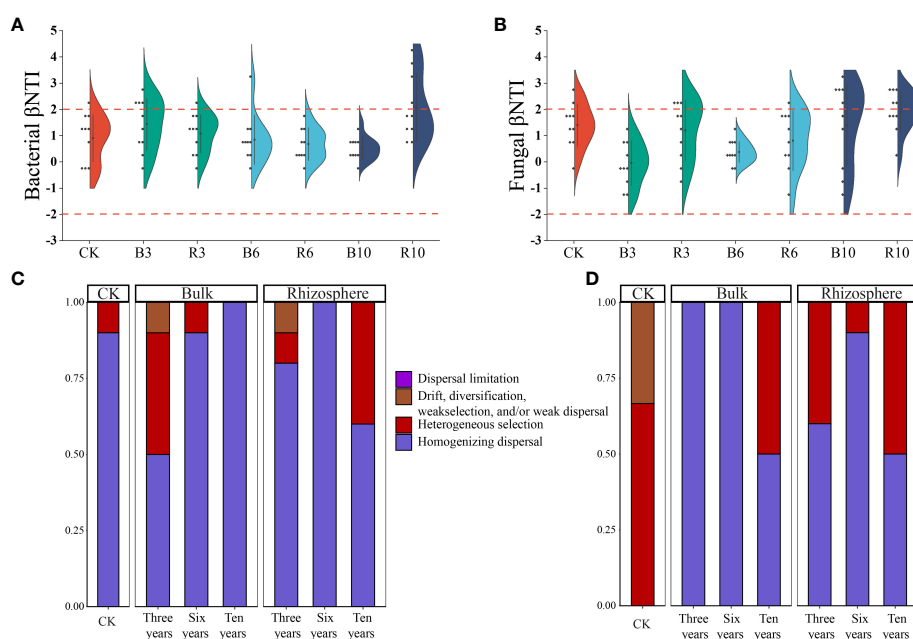 A
Bacterial βNTI
5
4
3
2
1
0
-1
-2
-3
CK B3 R3 B6 R6 B10 R10
B
Fungal βNTI
5
4
3
2
1
0
-1
-2
-3
CK B3 R3 B6 R6 B10 R10
C
CK Bulk Rhizosphere
1.00
0.75
0.50
0.25
0.00
CK Three years Six years Ten years Three years Six years Ten years
Dispersal limitation
Drift, diversification,
weakselection, and/or weak dispersal
Heterogeneous selection
Homogenizing dispersal
D
CK Bulk Rhizosphere
1.00
0.75
0.50
0.25
0.00
CK Three years Six years Ten years Three years Six years Ten years